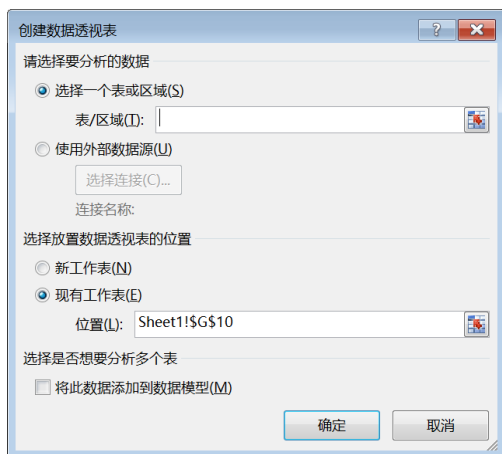 创建数据透视表
请选择要分析的数据
选择一个表或区域(S)
表/区域(T):
使用外部数据源(U)
选择连接(C)...
连接名称:
选择放置数据透视表的位置
新工作表(N)
现有工作表(E)
位置(L): Sheet1!$G$10
选择是否想要分析多个表
将此数据添加到数据模型(M)
确定 取消